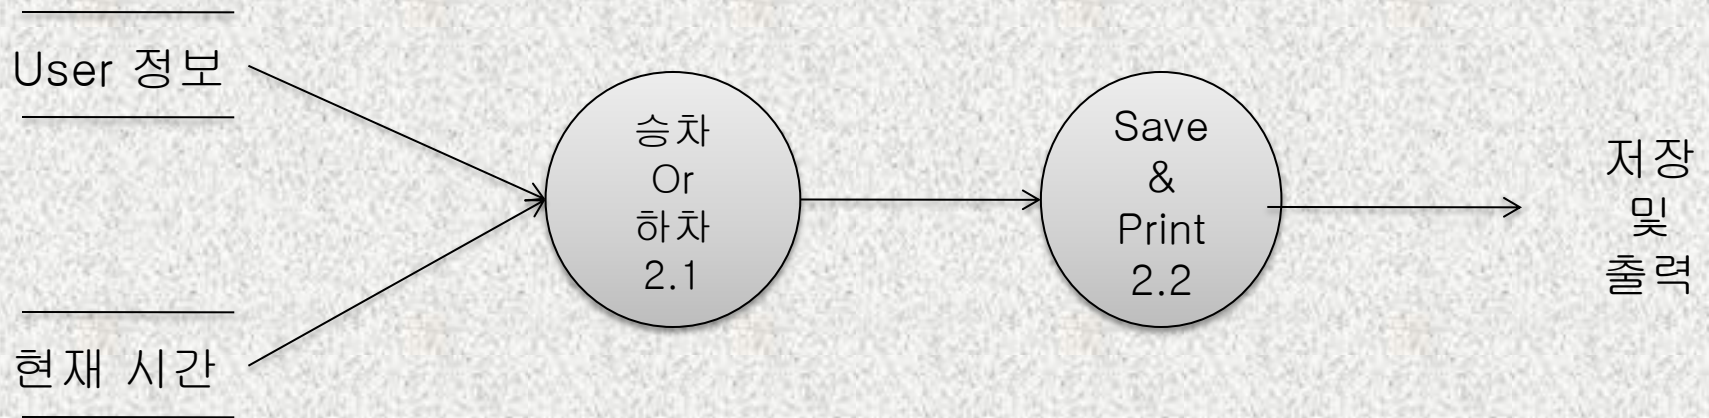 User 정보
현재 시간
승차
Or
하차
2.1
Save
&
Print
2.2
저장
및
출력